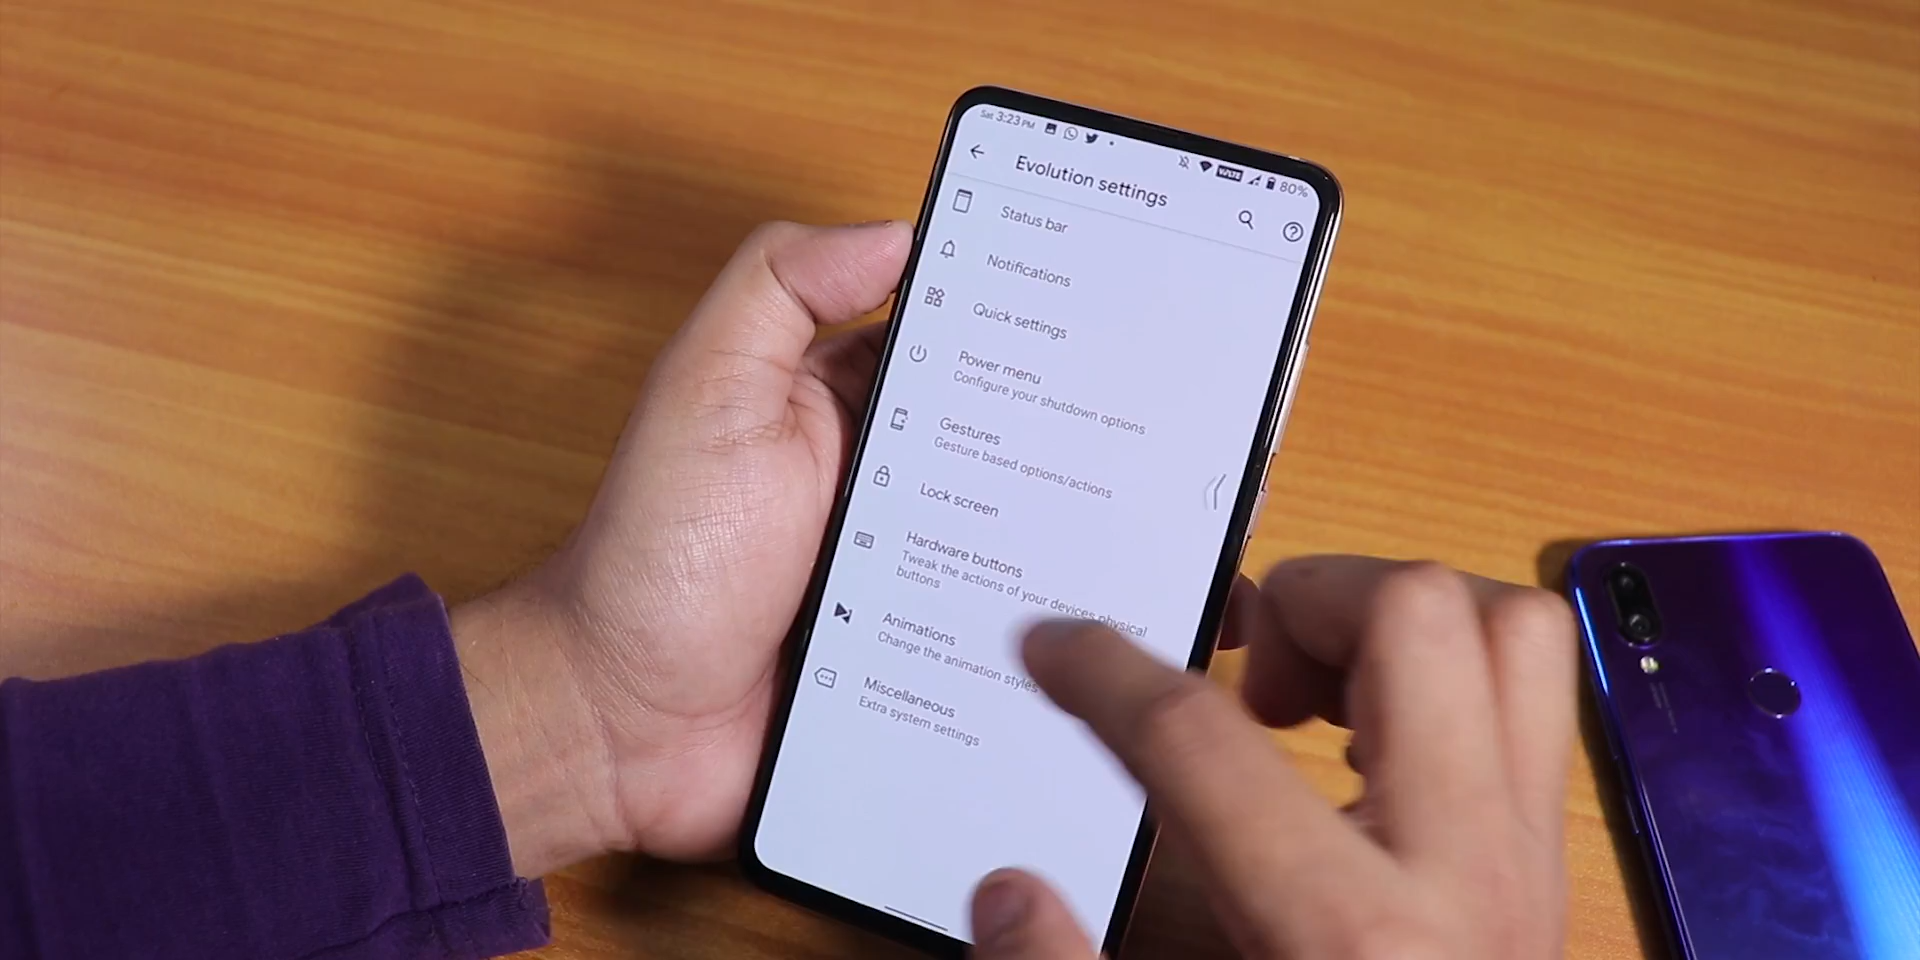 Sat 3:23 PM
VoLTE
80%
Evolution settings
Status bar
Notifications
Quick settings
Power menu
Configure your shutdown options
Gestures
Gesture based options/actions
Lock screen
Hardware buttons
Tweak the actions of your devices physical
buttons
Animations
Change the animation styles
Miscellaneous
Extra system settings